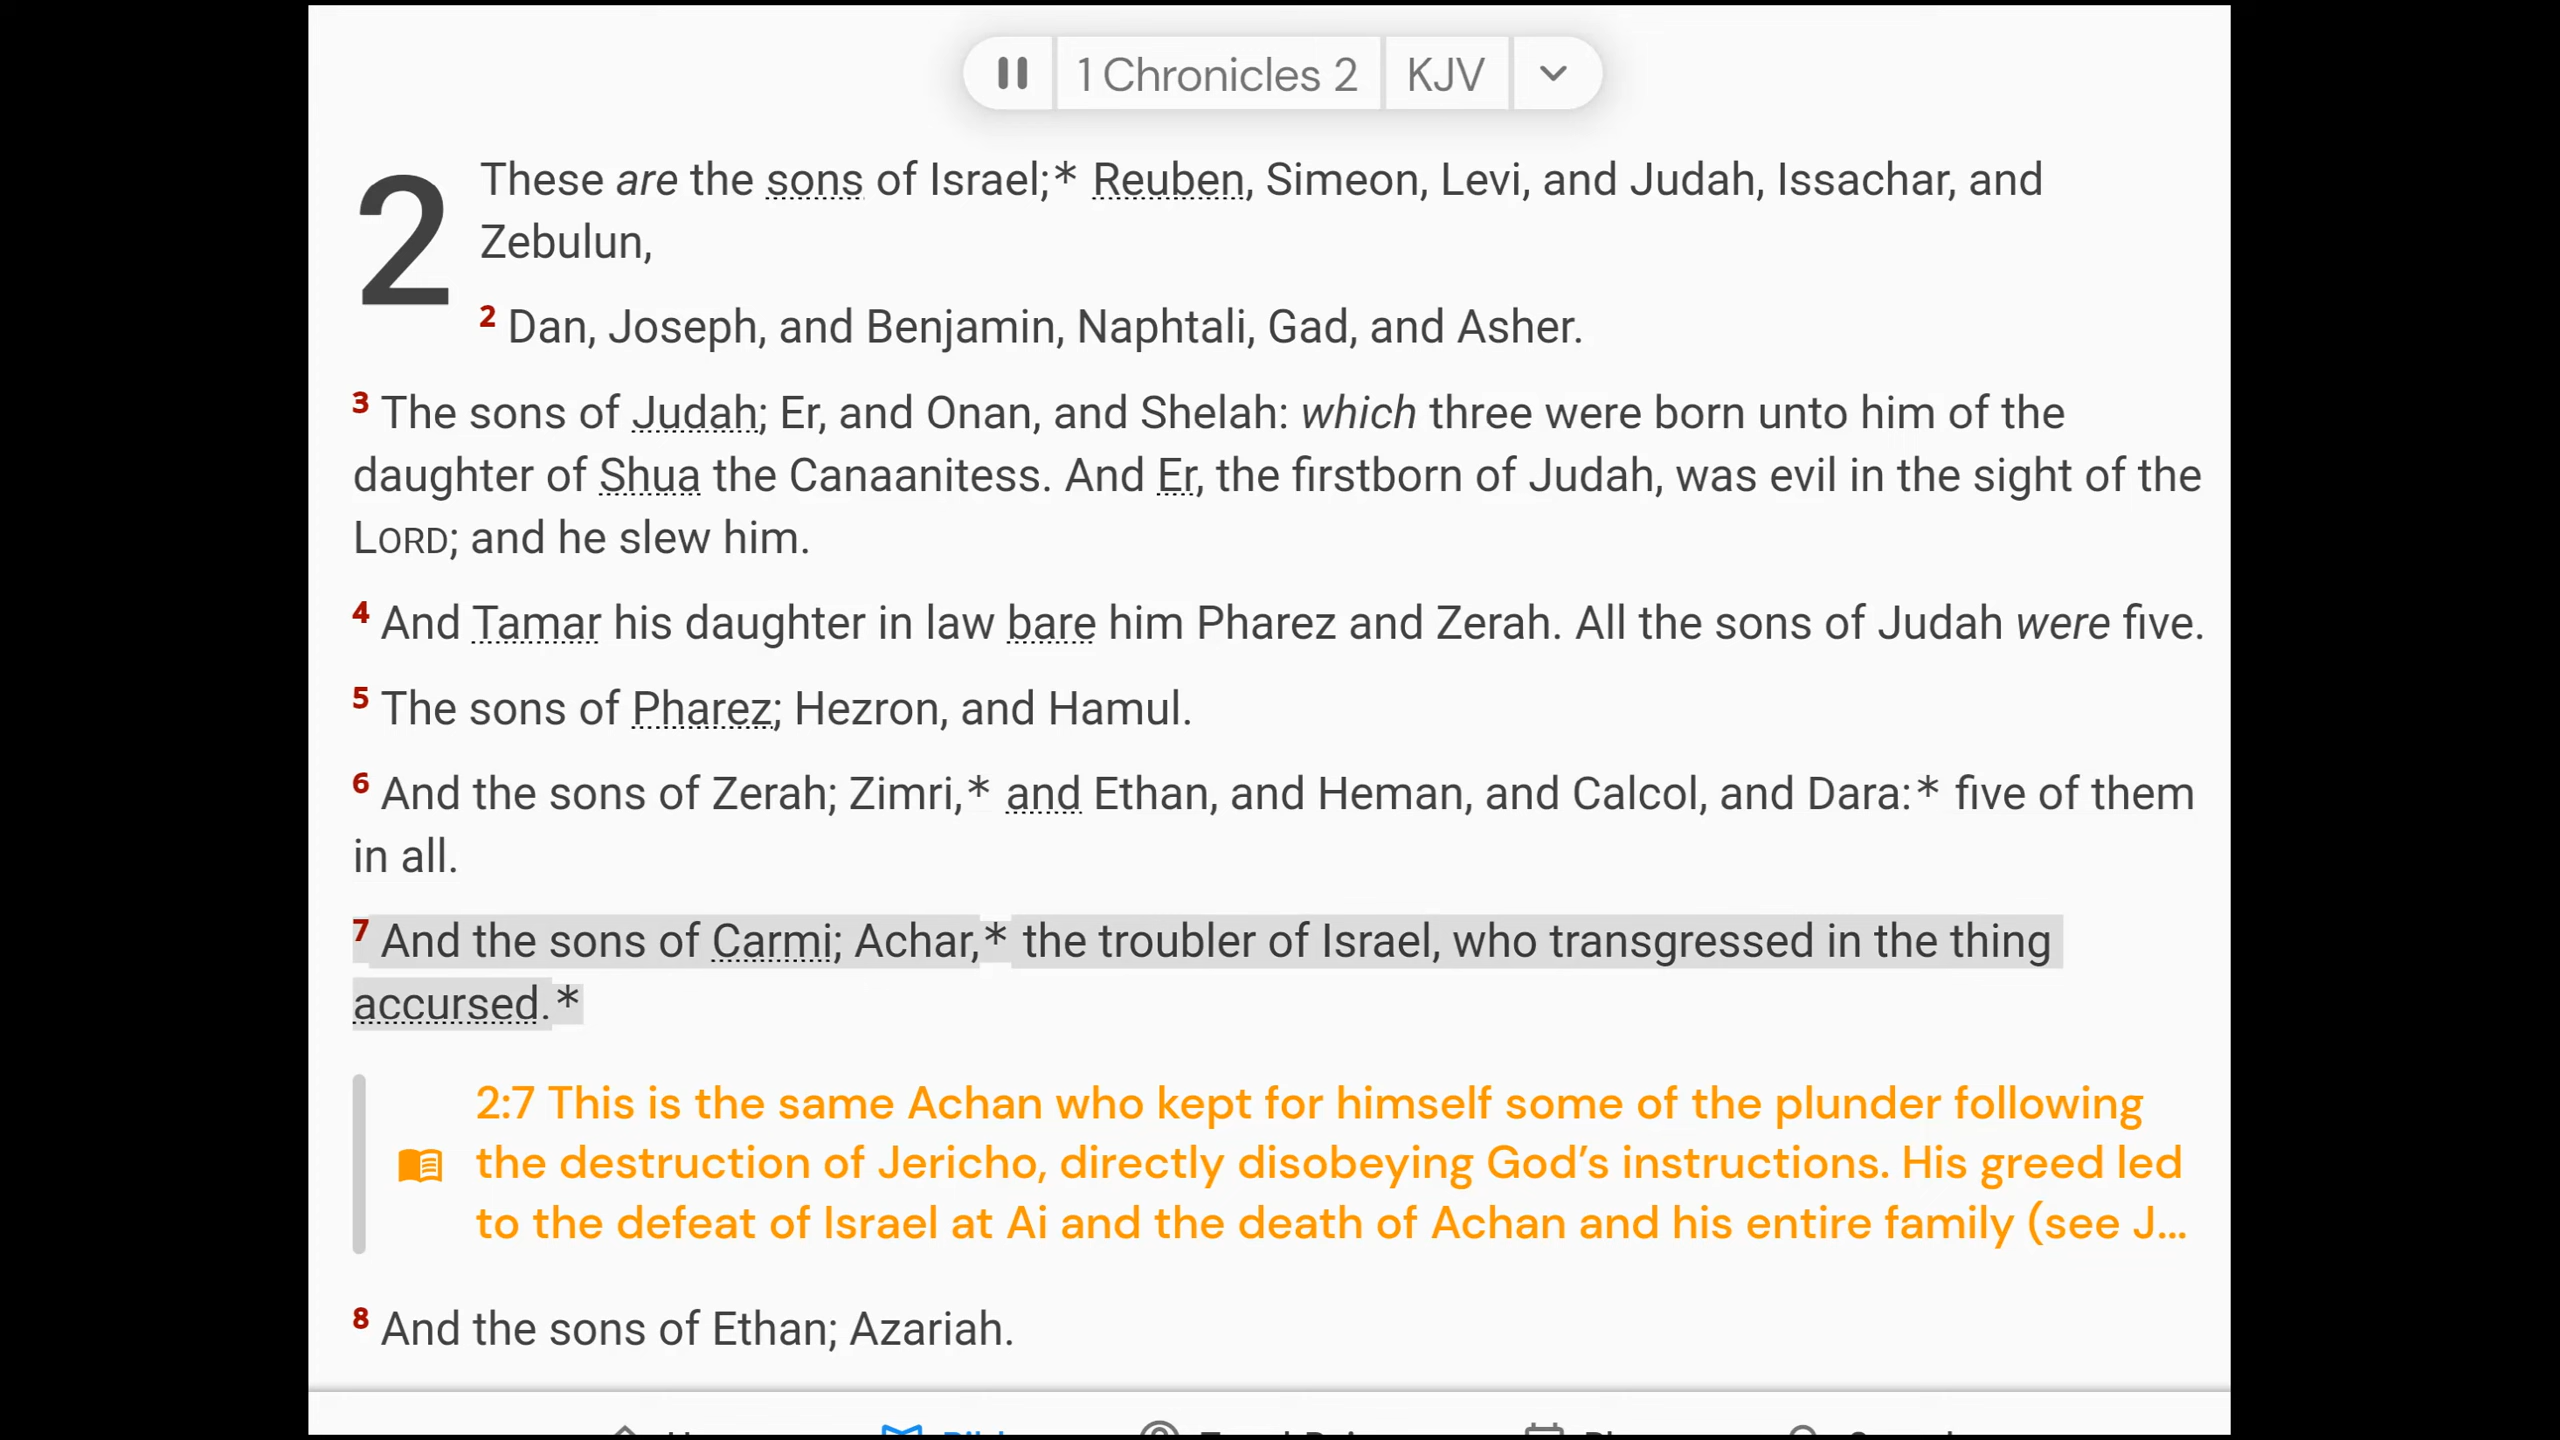 1 Chronicles 2 KJV
2 These are the sons of Israel;* Reuben, Simeon, Levi, and Judah, Issachar, and
Zebulun,
2 Dan, Joseph, and Benjamin, Naphtali, Gad, and Asher.
3 The sons of Judah; Er, and Onan, and Shelah: which three were born unto him of the
daughter of Shua the Canaanitess. And Er, the firstborn of Judah, was evil in the sight of the
LORD; and he slew him.
4 And Tamar his daughter in law bare him Pharez and Zerah. All the sons of Judah were five.
5 The sons of Pharez; Hezron, and Hamul.
6 And the sons of Zerah; Zimri,* and Ethan, and Heman, and Calcol, and Dara:* five of them
in all.
7 And the sons of Carmi; Achar,* the troubler of Israel, who transgressed in the thing
accursed.*
2:7 This is the same Achan who kept for himself some of the plunder following
the destruction of Jericho, directly disobeying God’s instructions. His greed led
to the defeat of Israel at Ai and the death of Achan and his entire family (see J...
8 And the sons of Ethan; Azariah.